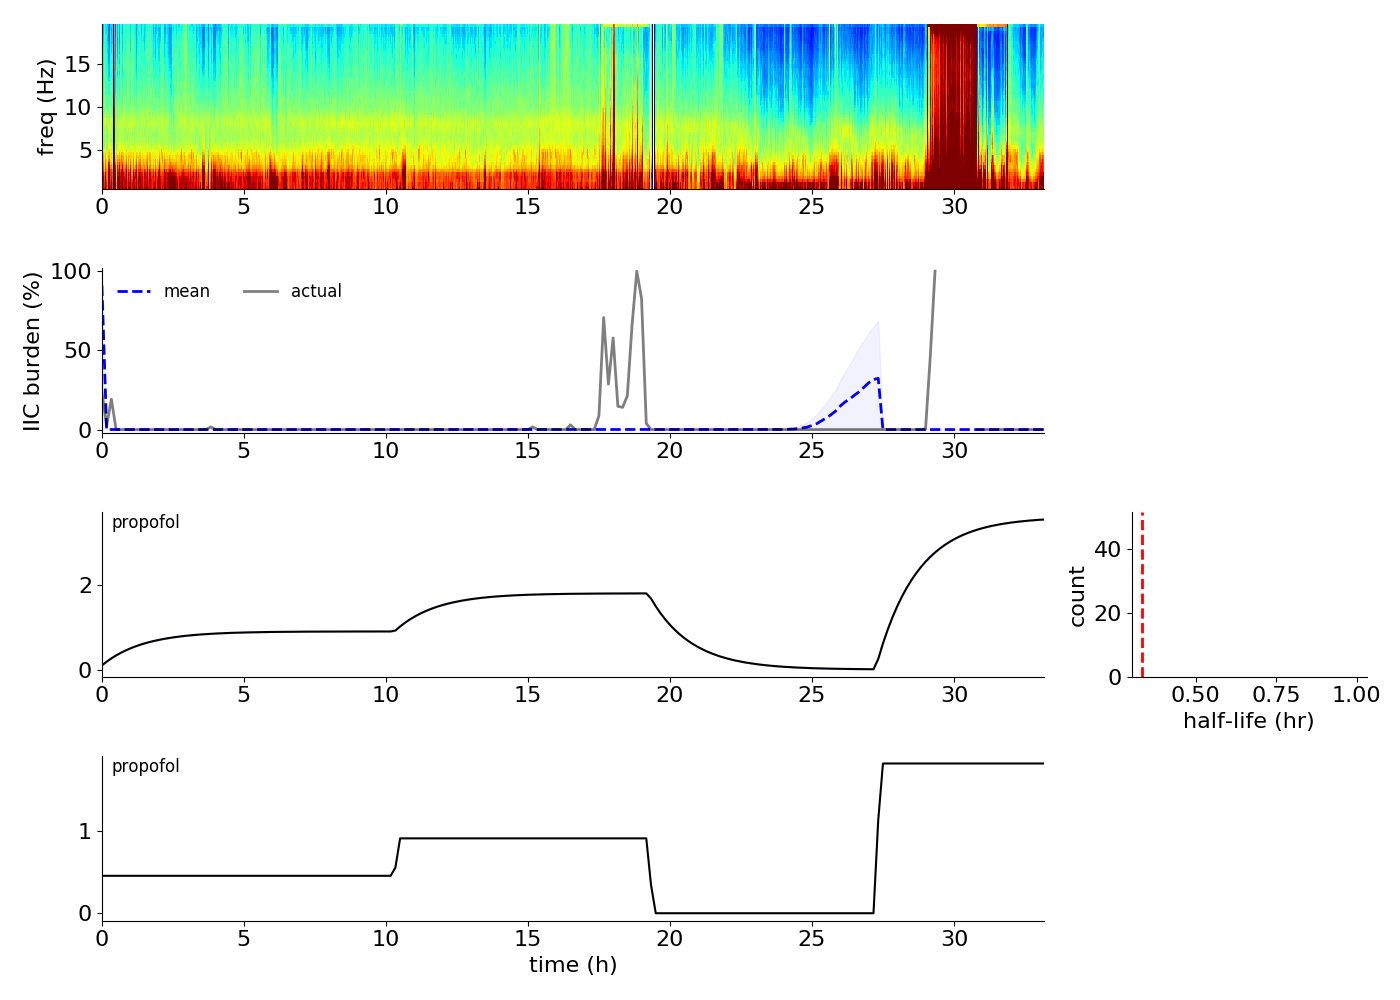 freq (Hz)
15
10
5
0 5 10 15 20 25 30
IIC burden (%)
100
50
0
mean actual
0 5 10 15 20 25 30
propofol
2
0
0 5 10 15 20 25 30
count
40
20
0
0.50 0.75 1.00
half-life (hr)
propofol
1
0
0 5 10 15 20 25 30
time (h)